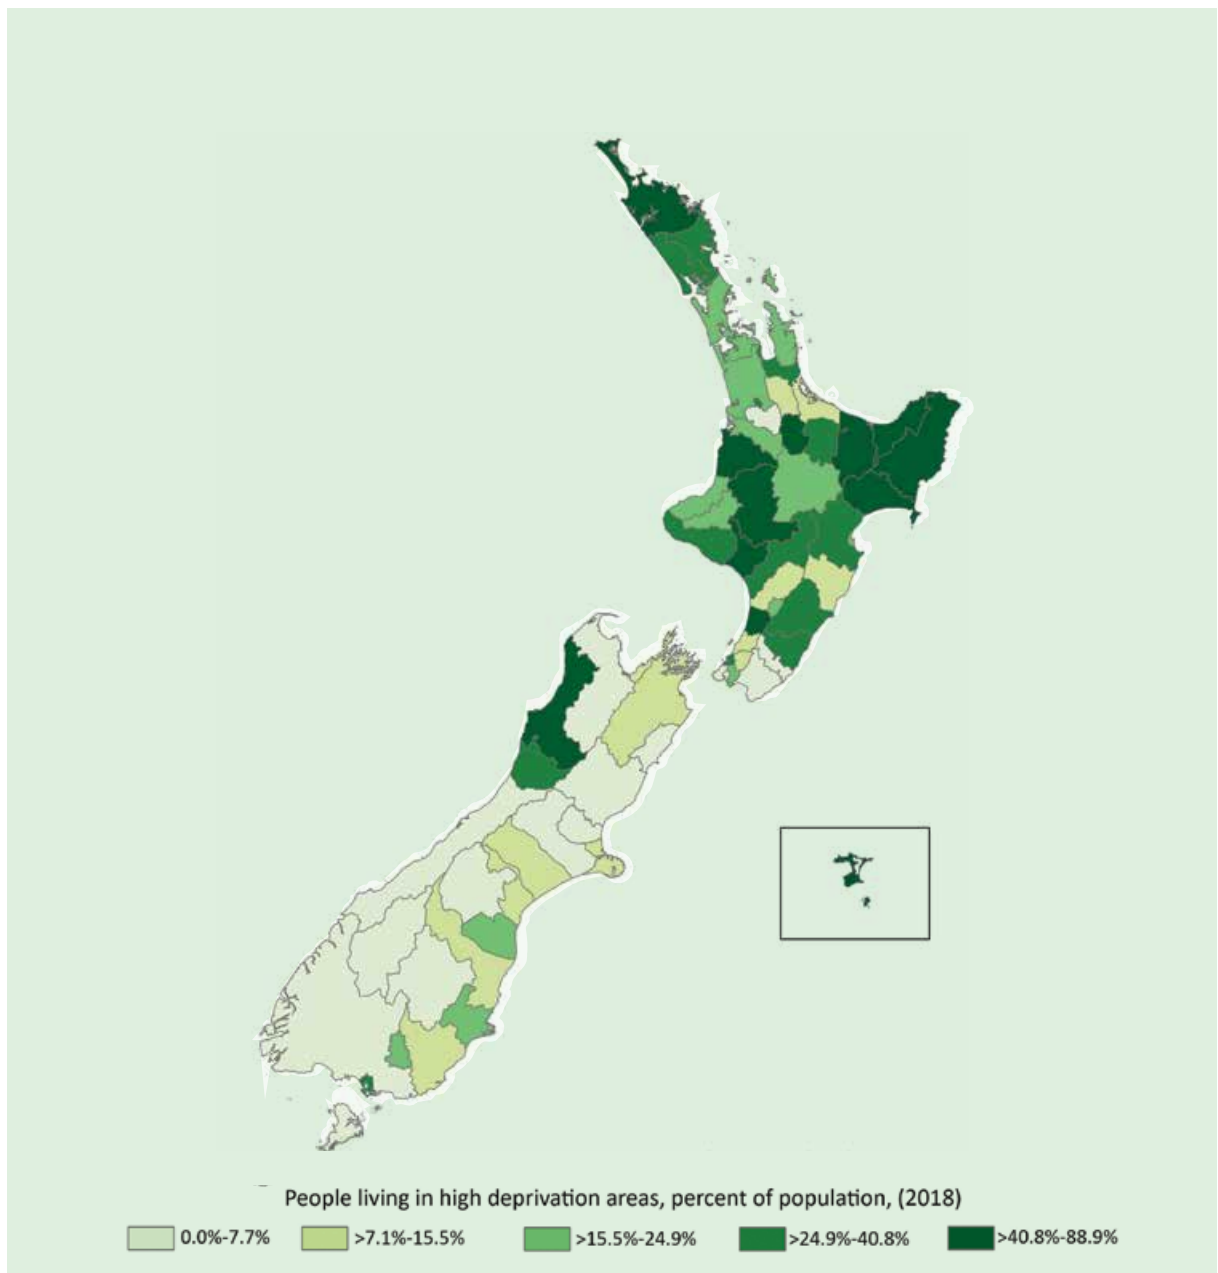 People living in high deprivation areas, percent of population, (2018)
0.0%-7.7% >7.1%-15.5% >15.5%-24.9% >24.9%-40.8% >40.8%-88.9%